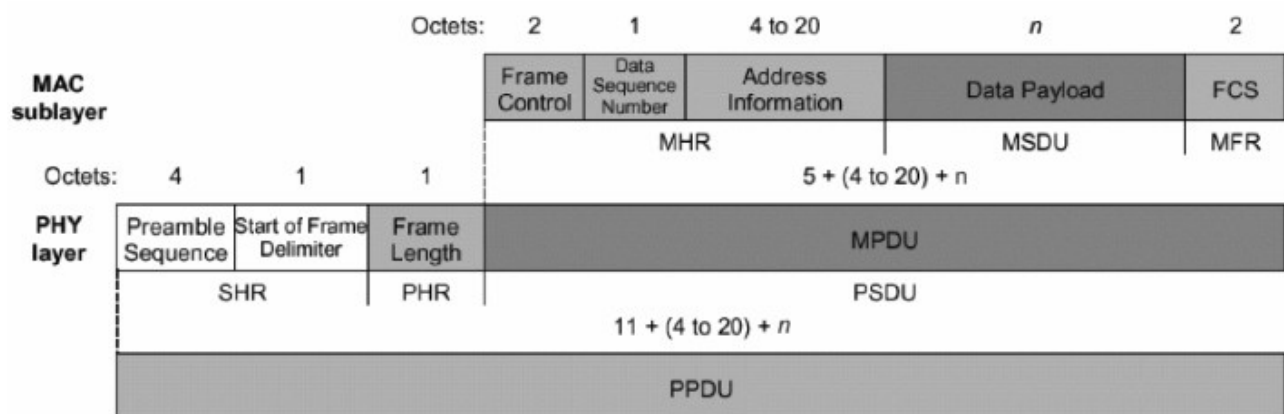 Octets: 2 1 4 to 20 n 2
MAC sublayer
Frame Control
Data Sequence Number
Address Information
Data Payload
FCS
MHR MSDU MFR
Octets: 4 1 1 5 + (4 to 20) + n
PHY layer
Preamble Sequence
Start of Frame Delimiter
Frame Length
MPDU
SHR PHR PSDU
11 + (4 to 20) + n
PPDU